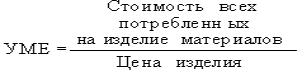 Стоимость всех
потребленн ых
на изделие материалов
УМЕ =
Цена изделия